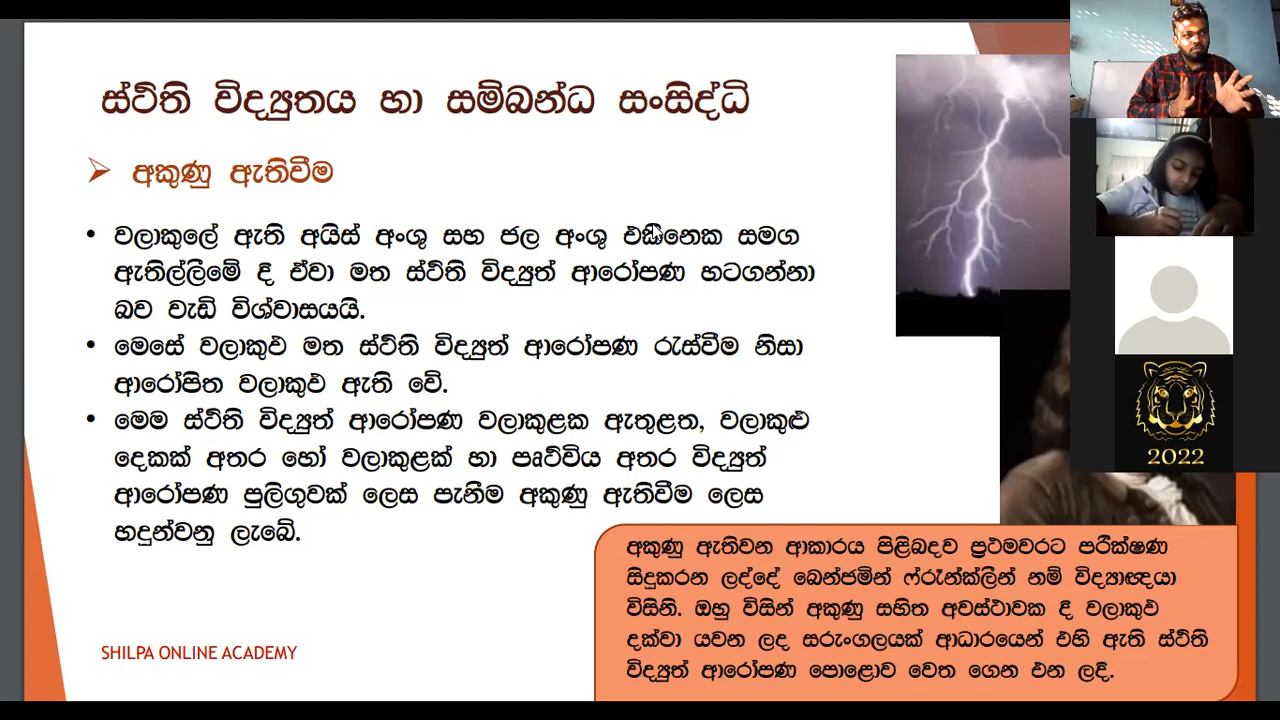 ස්ථිති විද්‍යුතය හා සම්බන්ධ සංසිද්ධි
අකුණු ඇතිවීම
• වලාකුලේ ඇති අයිස් අංශු සහ ජල අංශු එකිනෙක සමග
ඇතිල්ලීමේ දී ඒවා මත ස්ථිති විද්‍යුත් ආරෝපණ හටගන්නා
බව වැඩි විශ්වාසයයි.
• මෙසේ වලාකුළු මත ස්ථිති විද්‍යුත් ආරෝපණ රැස්වීම නිසා
ආරෝපිත වලාකුළු ඇති වේ.
• මෙම ස්ථිති විද්‍යුත් ආරෝපණ වලාකුළක ඇතුළත, වලාකුළු
දෙකක් අතර හෝ වලාකුළක් හා පෘථිවිය අතර විද්‍යුත්
ආරෝපණ පුලිඟුවක් ලෙස පැනීම අකුණු ඇතිවීම ලෙස
හදුන්වනු ලැබේ.
අකුණු ඇතිවන ආකාරය පිළිබදව ප්‍රථමවරට පරීක්ෂණ
සිදුකරන ලද්දේ බෙන්ජමින් ෆ්රෑන්ක්ලීන් නම් විද්‍යාඥයා
විසිනි. ඔහු විසින් අකුණු සහිත අවස්ථාවක දී වලාකුළු
දක්වා යවන ලද සරුංගලයක් ආධාරයෙන් එහි ඇති ස්ථිති
විද්‍යුත් ආරෝපණ පොළොව වෙත ගෙන එන ලදි.
SHILPA ONLINE ACADEMY
2022